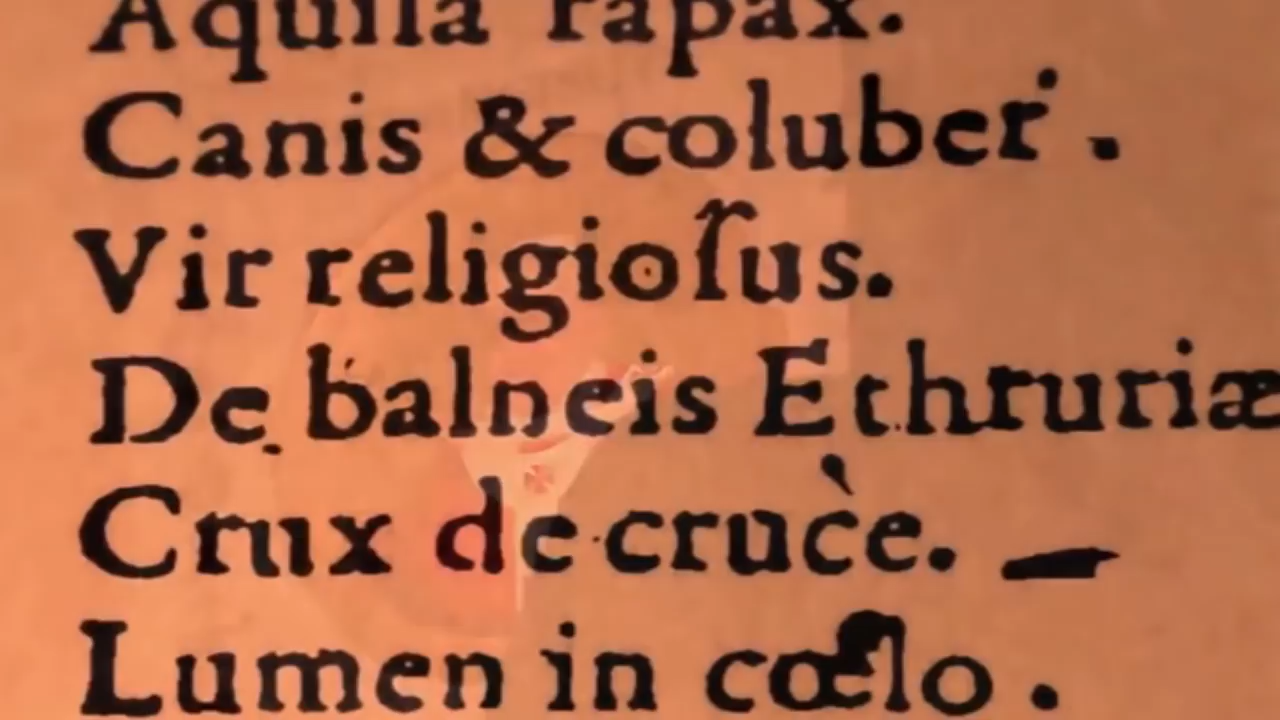 Aquila rapax.
Canis & coluber.
Vir religioſus.
De balneis Ethruriæ
Crux de cruce.
Lumen in cœlo.